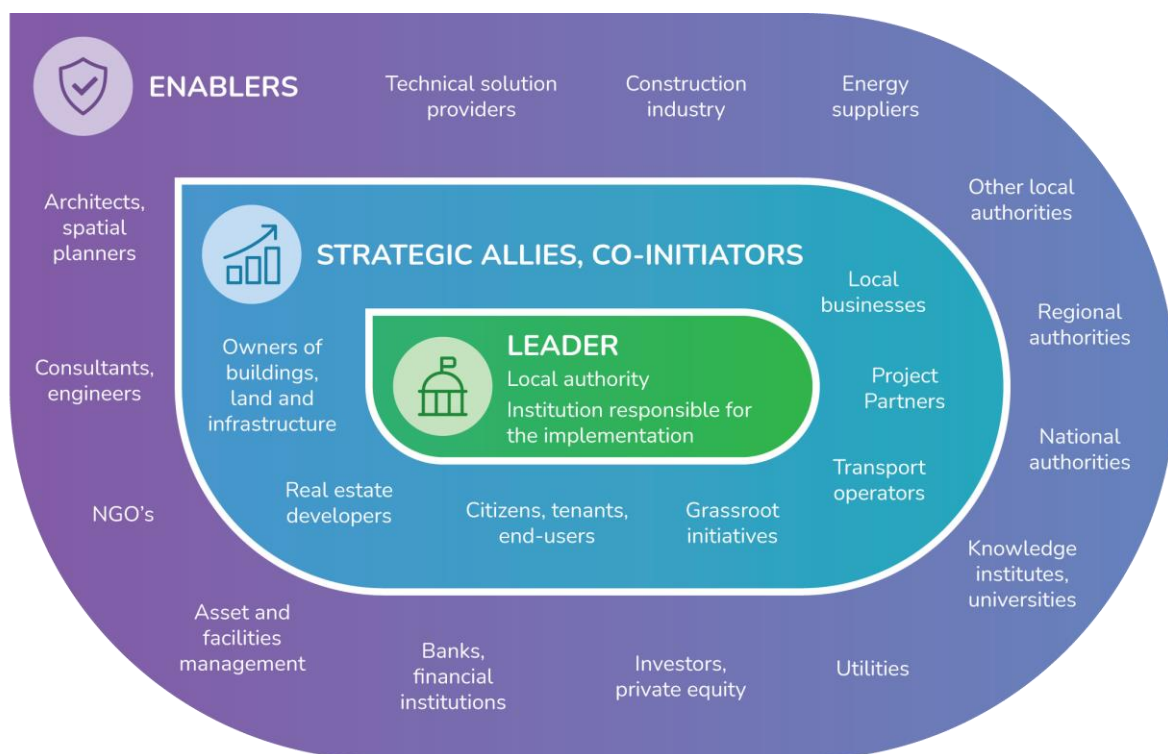 ENABLERS
Technical solution
providers
Construction
industry
Energy
suppliers
Other local
authorities
Regional
authorities
National
authorities
Knowledge
institutes,
universities
Utilities
Investors,
private equity
Banks,
financial
institutions
Asset and
facilities
management
NGO's
Consultants,
engineers
Architects,
spatial
planners
STRATEGIC ALLIES, CO-INITIATORS
Local
businesses
Project
Partners
Transport
operators
Grassroot
initiatives
Citizens, tenants,
end-users
Real estate
developers
Owners of
buildings,
land and
infrastructure
LEADER
Local authority
Institution responsible for
the implementation